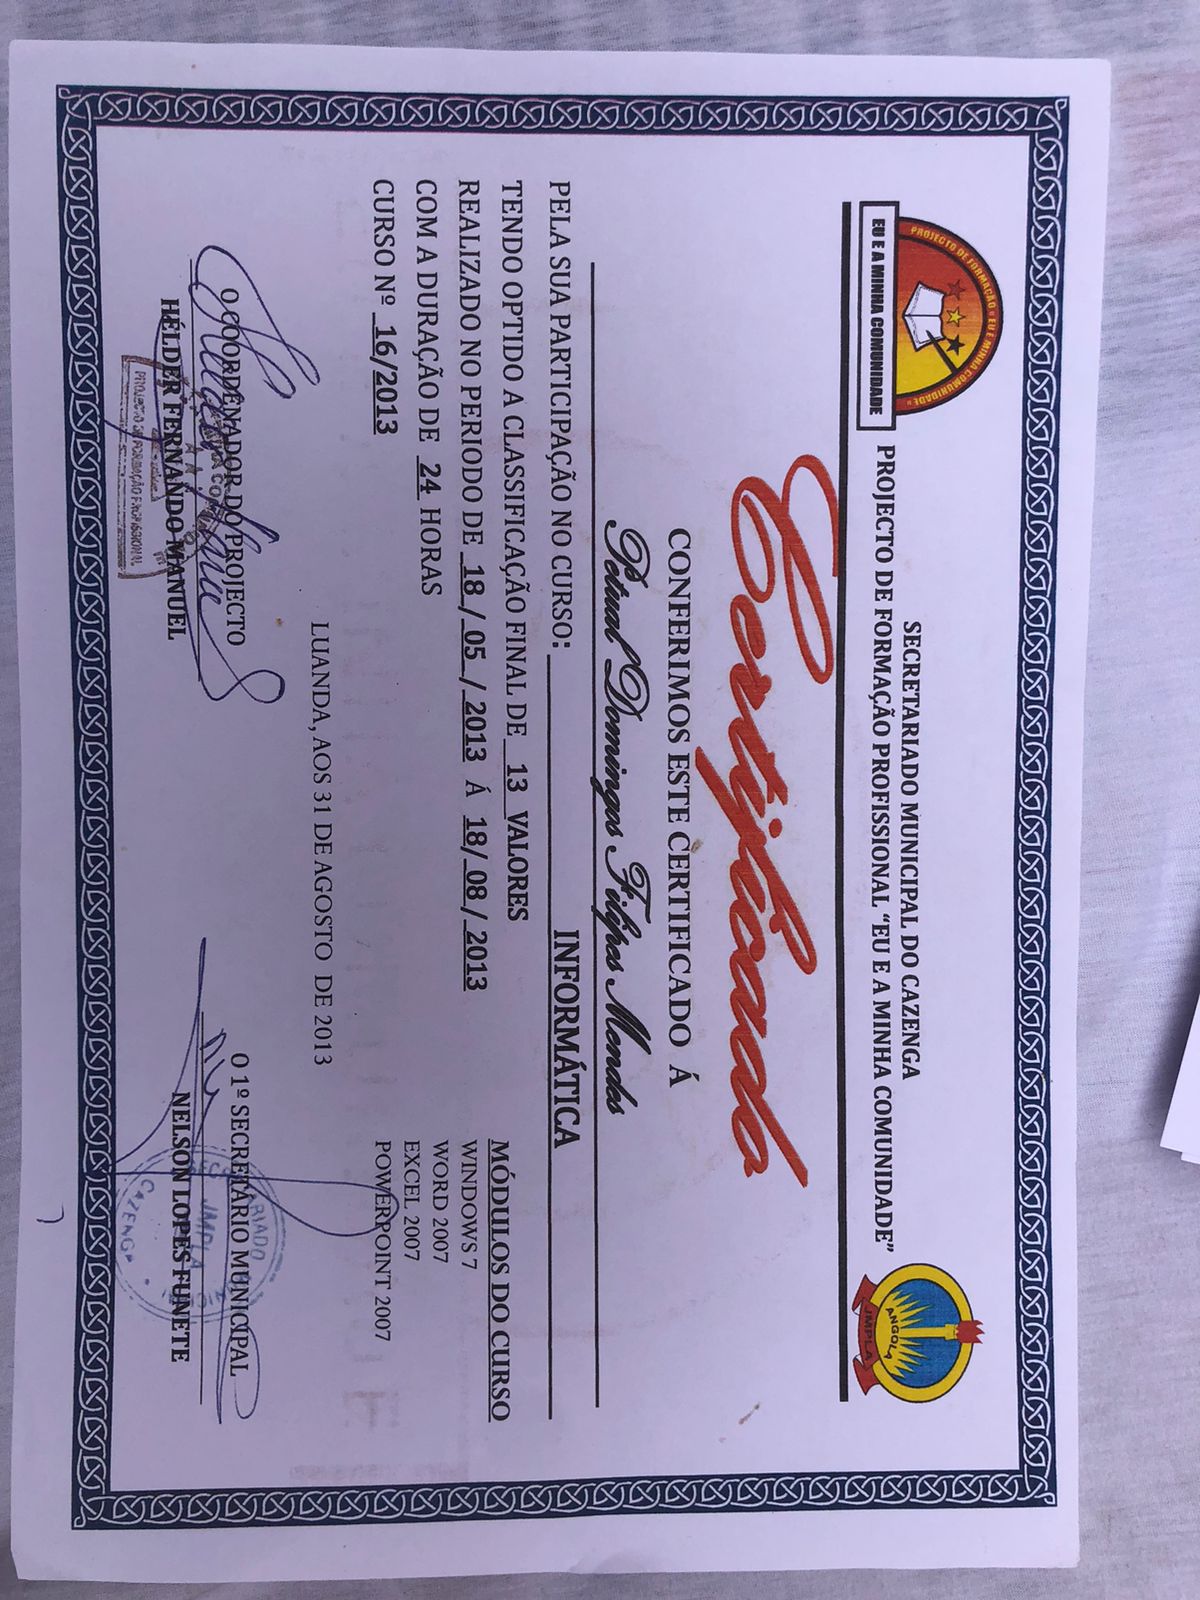 PROJECTO DE FORMAÇÃO « EU E MINHA COMUNIDADE »
EU E A MINHA COMUNIDADE
SECRETARIADO MUNICIPAL DO CAZENGA
PROJECTO DE FORMAÇÃO PROFISSIONAL “EU E A MINHA COMUNIDADE”
ANGOLA
JMPLA
Certificado
CONFERIMOS ESTE CERTIFICADO Á
Petual Domingos Filipes Mendes
PELA SUA PARTICIPAÇÃO NO CURSO: INFORMÁTICA
TENDO OPTIDO A CLASSIFICAÇÃO FINAL DE 13 VALORES
REALIZADO NO PERIODO DE 18 / 05 / 2013 Á 18/ 08 / 2013
COM A DURAÇÃO DE 24 HORAS
CURSO Nº 16/2013
MÓDULOS DO CURSO
WINDOWS 7
WORD 2007
EXCEL 2007
POWERPOINT 2007
LUANDA, AOS 31 DE AGOSTO DE 2013
O COORDENADOR DO PROJECTO
HÉLDER FERNANDO MANUEL
PROJECTO DE FORMAÇÃO PROFISSIONAL
O 1º SECRETÁRIO MUNICIPAL
NELSON LOPES FUNETE
SECRETARIADO MUNICIPAL
JMPLA
CAZENGA